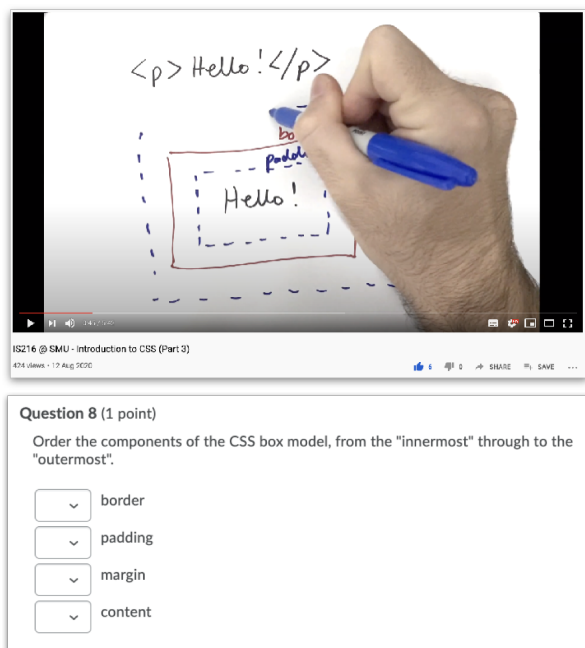 <p> Hello! </p>
bo
padd
Hello!
IS216 @ SMU - Introduction to CSS (Part 3)
424 views • 12 Aug 2020
6
0
SHARE
SAVE
Question 8 (1 point)
Order the components of the CSS box model, from the "innermost" through to the
"outermost".
border
padding
margin
content